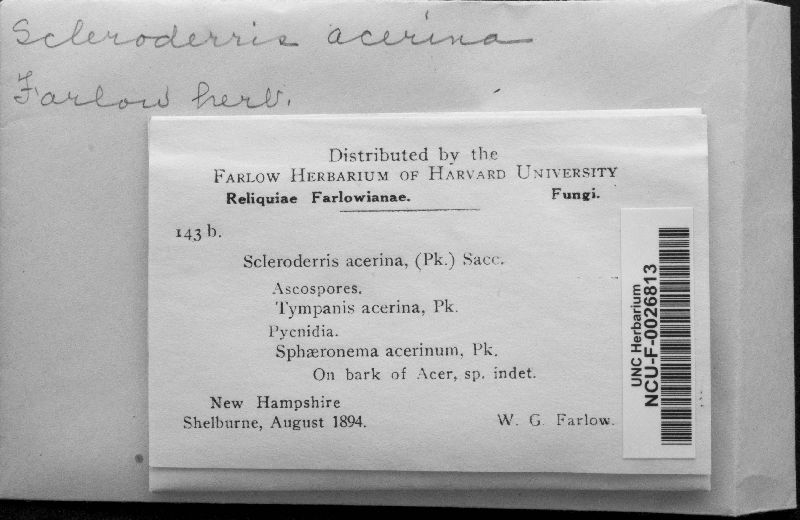 Scleroderris acerina
Farlow herb.
Distributed by the
FARLOW HERBARIUM OF HARVARD UNIVERSITY
Reliquiae Farlowianae. Fungi.
143 b.
Scleroderris acerina, (Pk.) Sacc.
Ascospores.
Tympanis acerina, Pk.
Pycnidia.
Sphæronema acerinum, Pk.
On bark of Acer, sp. indet.
New Hampshire
Shelburne, August 1894. W. G. Farlow.
UNC Herbarium
NCU-F-0026813